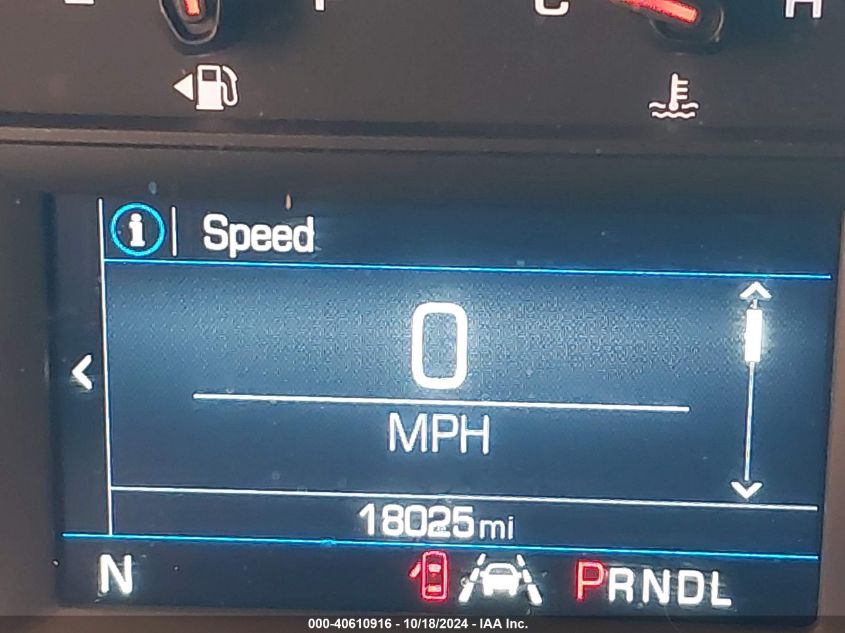 C H
Speed
0
MPH
18025 mi
N PRNDL
000-40610916 - 10/18/2024 - IAA Inc.